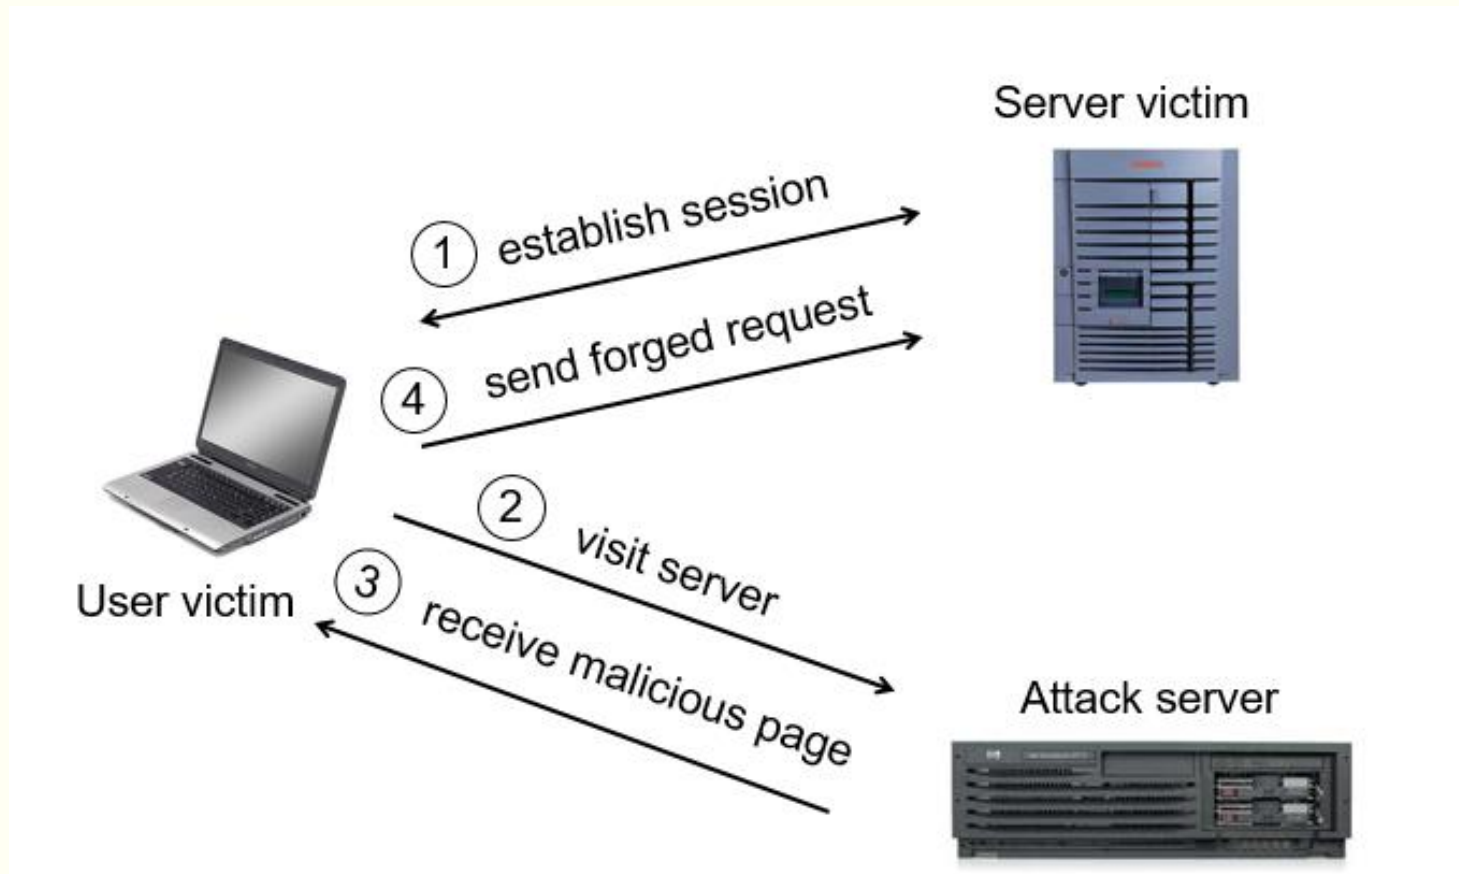 Server victim
1 establish session
4 send forged request
2 visit server
User victim
3 receive malicious page
Attack server